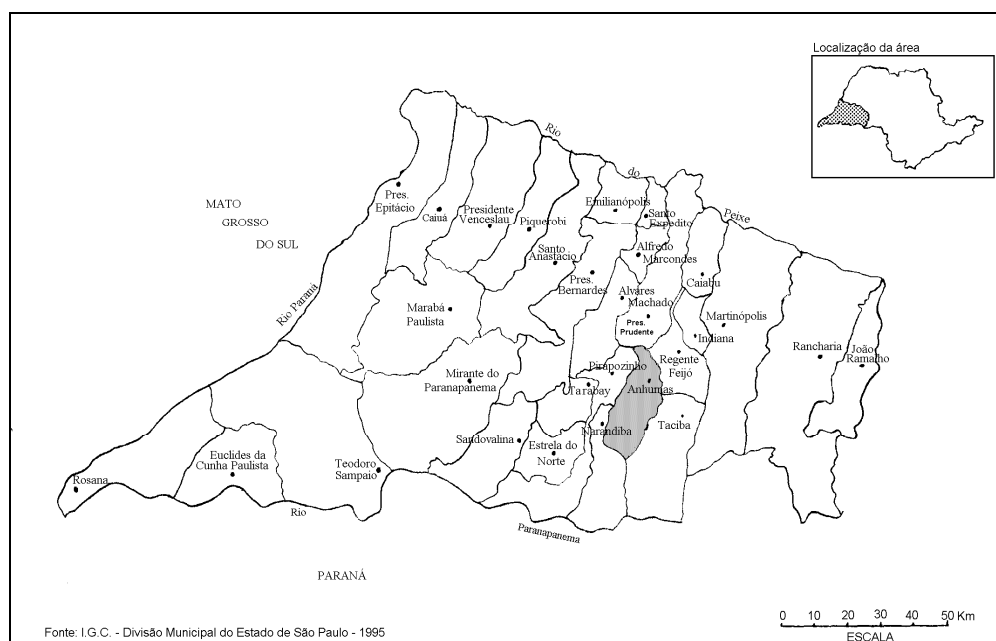 Localização da área
Rio
do
Peixe
MATO
GROSSO
DO SUL
Pres.
Epitácio
Caiuá
Presidente
Venceslau
Piquerobi
Santo
Anastácio
Emilianópolis
Santo
Expedito
Alfredo
Marcondes
Pres.
Bernardes
Alvares
Machado
Pres.
Prudente
Caiabu
Martinópolis
Indiana
Rancharia
João
Ramalho
Rio Paraná
Marabá
Paulista
Mirante do
Paranapanema
Pirapozinho
Regente
Feijó
Tarabay
Anhumas
Narandiba
Taciba
Sandovalina
Estrela do
Norte
Euclides da
Cunha Paulista
Teodoro
Sampaio
Rosana
Rio
Paranapanema
PARANÁ
Fonte: I.G.C. - Divisão Municipal do Estado de São Paulo - 1995
0 10 20 30 40 50 Km
ESCALA